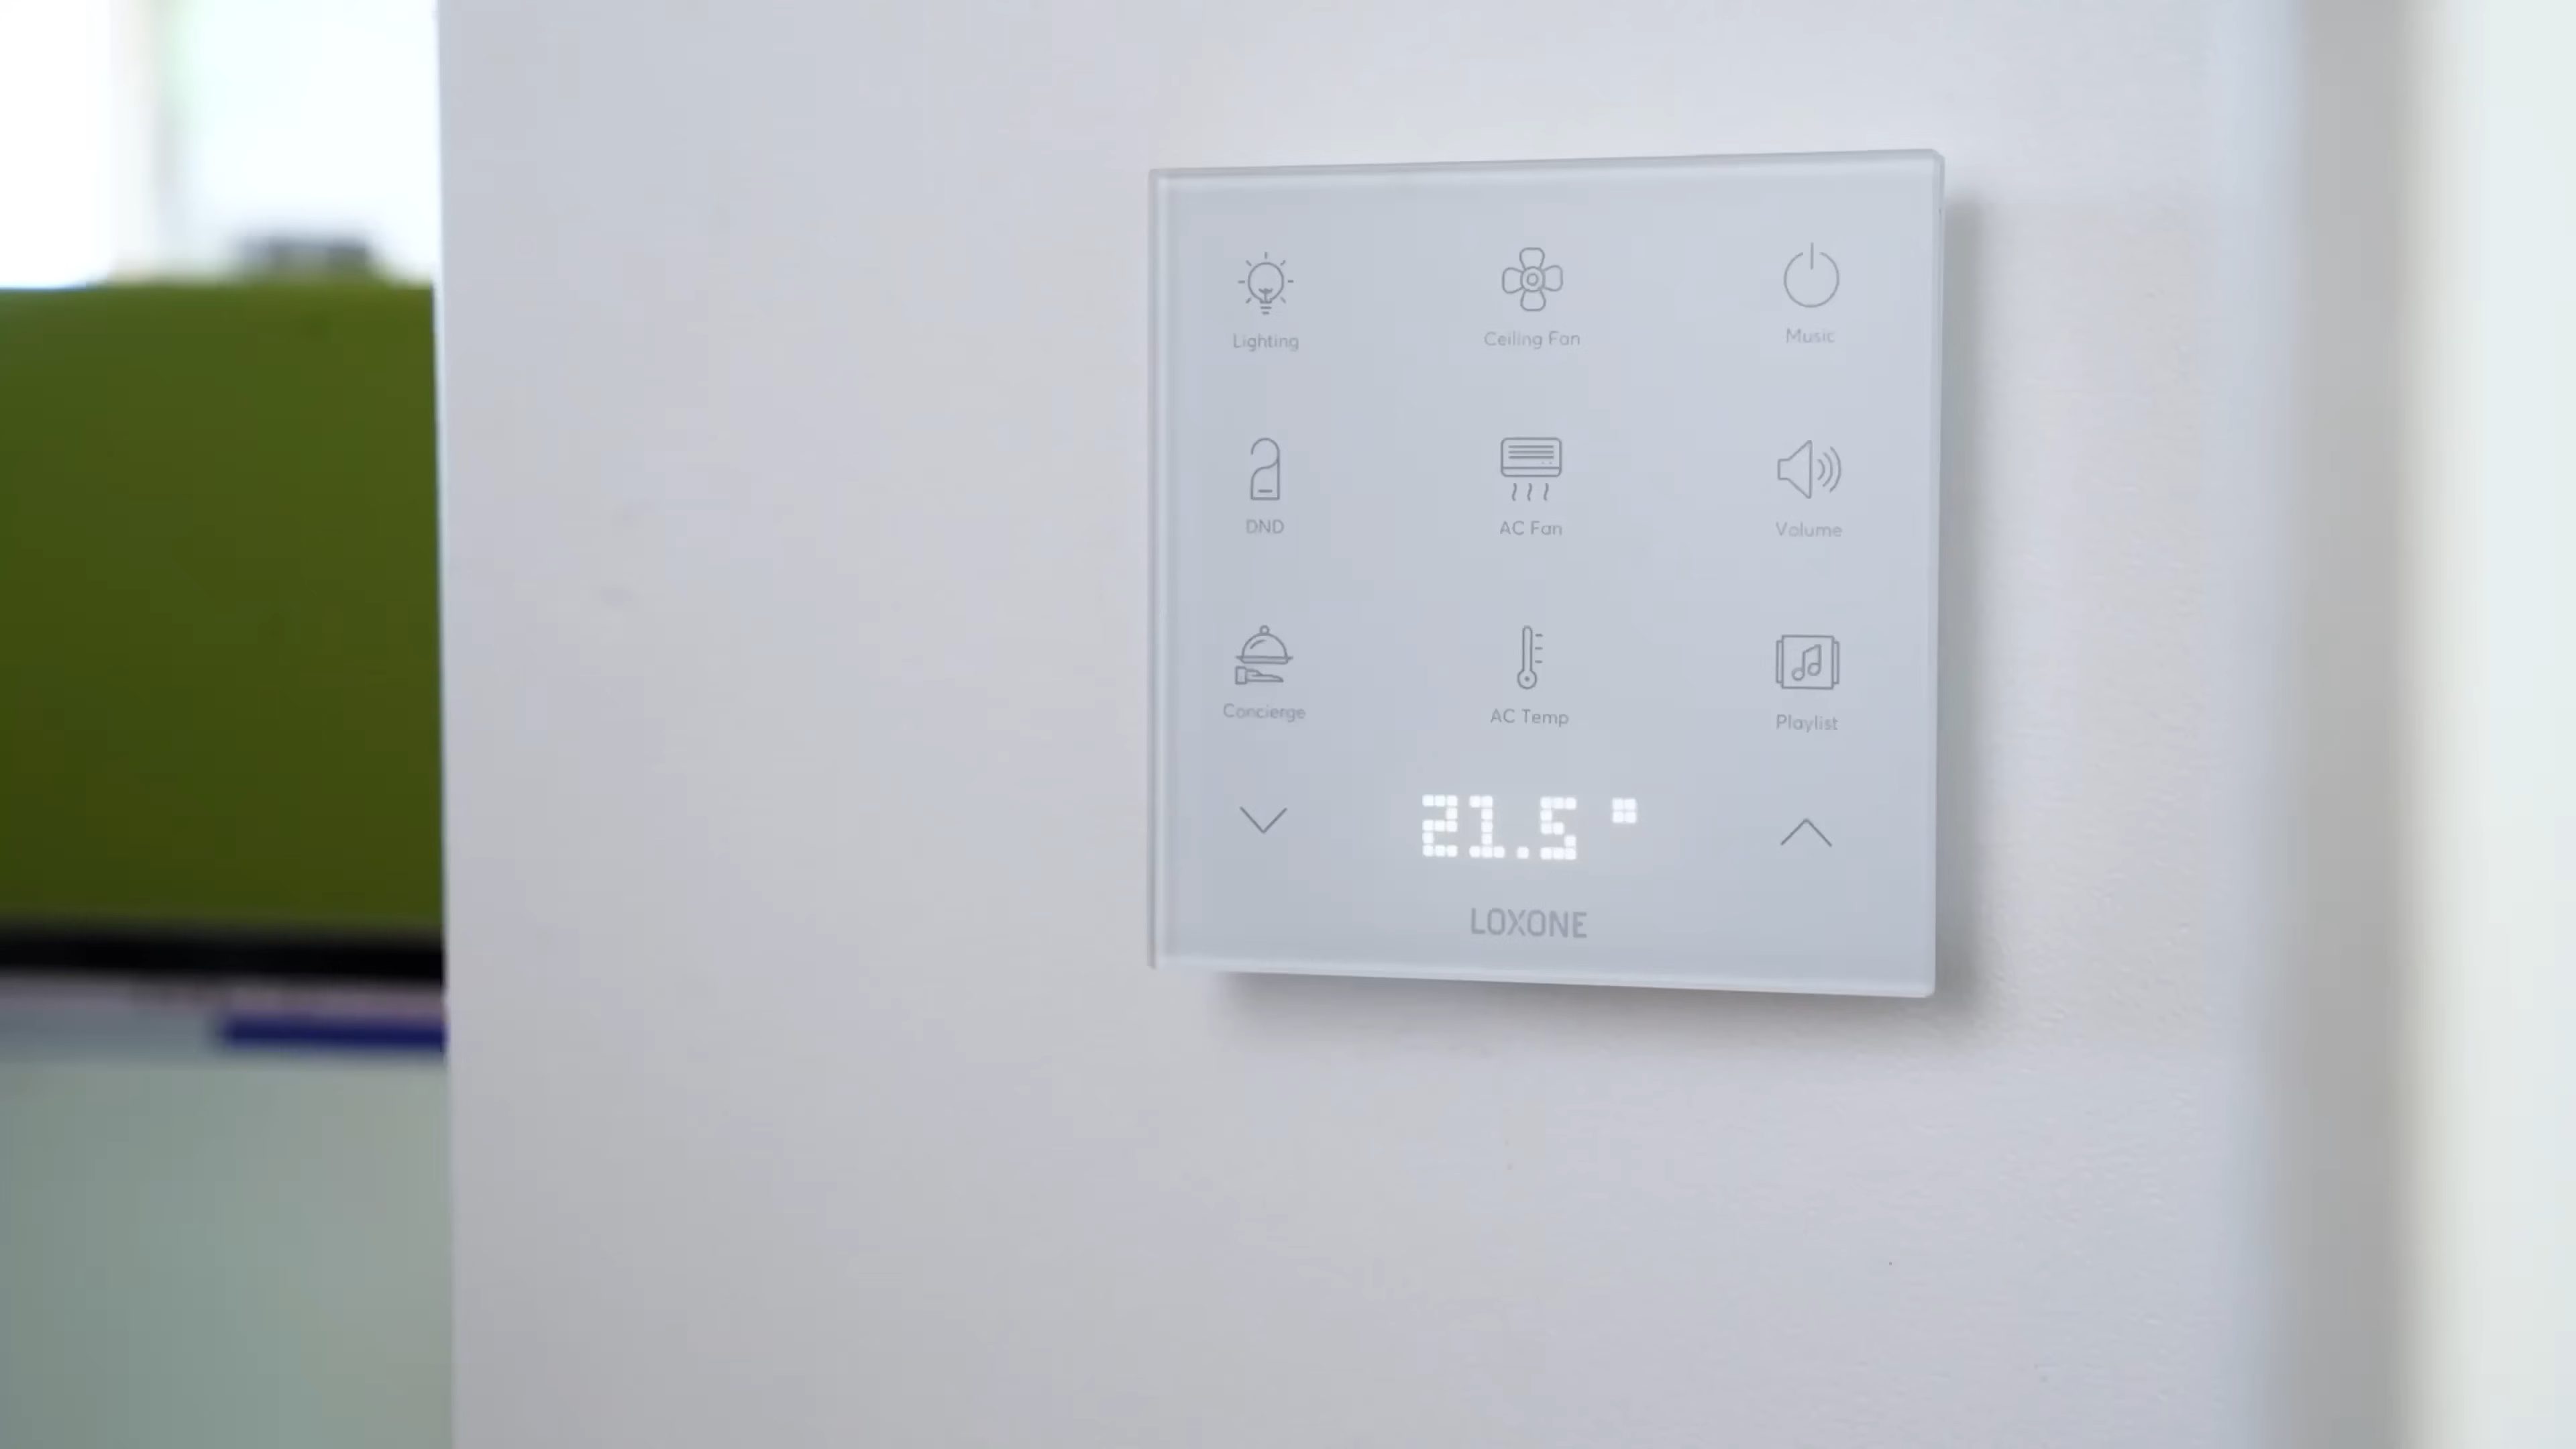 Lighting Ceiling Fan Music
DND AC Fan Volume
Concierge AC Temp Playlist
21.5°
LOXONE